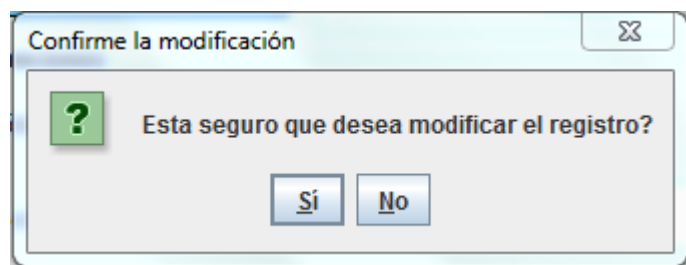 Confirme la modificación
?
Esta seguro que desea modificar el registro?
Sí No